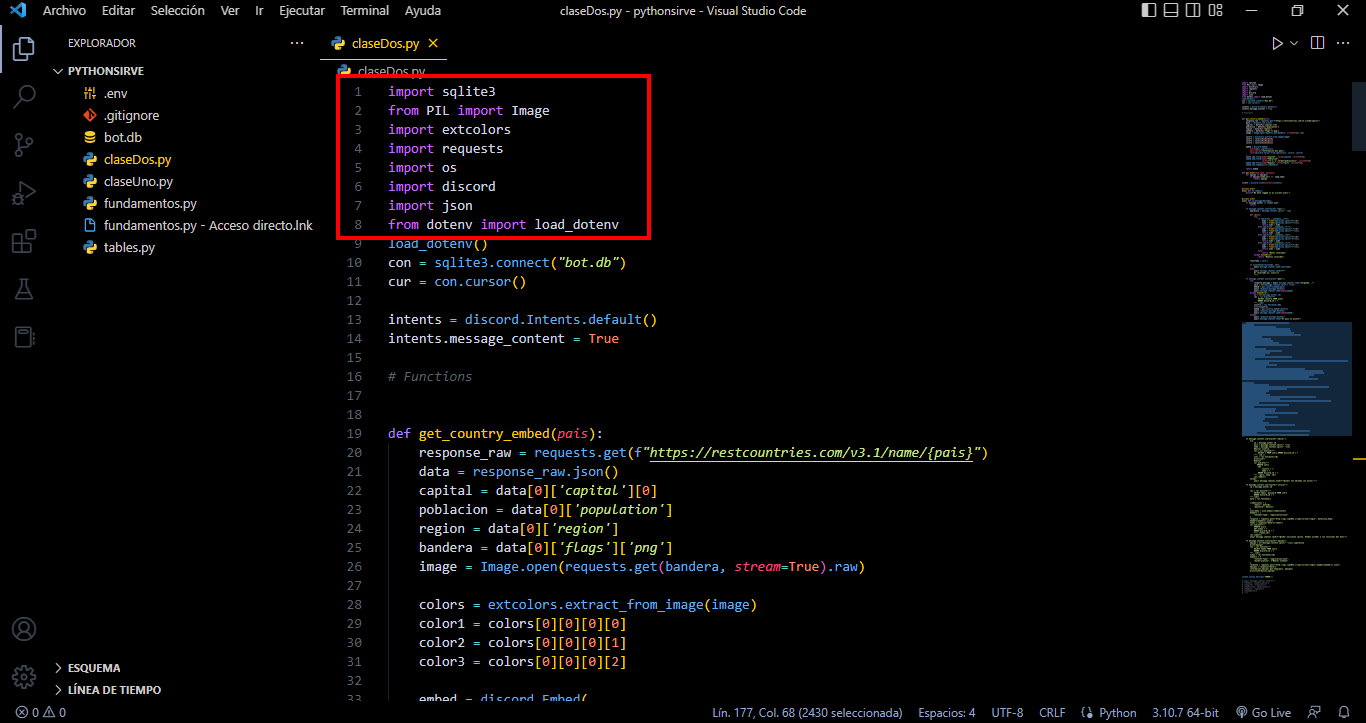 Archivo Editar Selección Ver Ir Ejecutar Terminal Ayuda
claseDos.py - pythonsirve - Visual Studio Code
EXPLORADOR
PYTHONSIRVE
.env
.gitignore
bot.db
claseDos.py
claseUno.py
fundamentos.py
fundamentos.py - Acceso directo.lnk
tables.py
ESQUEMA
LÍNEA DE TIEMPO
claseDos.py
claseDos.py
1 import sqlite3
2 from PIL import Image
3 import extcolors
4 import requests
5 import os
6 import discord
7 import json
8 from dotenv import load_dotenv
9 load_dotenv()
10 con = sqlite3.connect("bot.db")
11 cur = con.cursor()
12
13 intents = discord.Intents.default()
14 intents.message_content = True
15
16 # Functions
17
18
19 def get_country_embed(pais):
20 response_raw = requests.get(f"https://restcountries.com/v3.1/name/{pais}")
21 data = response_raw.json()
22 capital = data[0]['capital'][0]
23 poblacion = data[0]['population']
24 region = data[0]['region']
25 bandera = data[0]['flags']['png']
26 image = Image.open(requests.get(bandera, stream=True).raw)
27
28 colors = extcolors.extract_from_image(image)
29 color1 = colors[0][0][0][0]
30 color2 = colors[0][0][0][1]
31 color3 = colors[0][0][0][2]
32
33 embed = discord.Embed(
0 0
Lín. 177, Col. 68 (2430 seleccionada) Espacios: 4 UTF-8 CRLF Python 3.10.7 64-bit Go Live